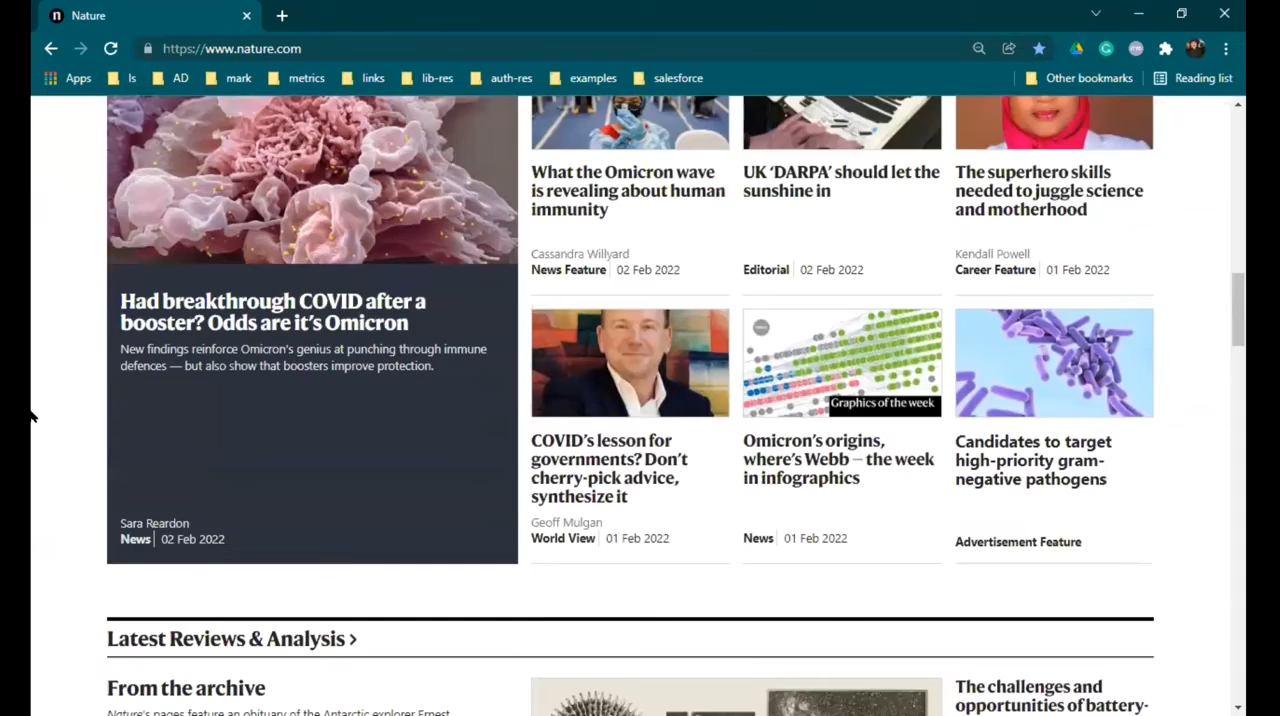 Nature
https://www.nature.com
Apps
ls
AD
mark
metrics
links
lib-res
auth-res
examples
salesforce
Other bookmarks
Reading list
Had breakthrough COVID after a
booster? Odds are it's Omicron
New findings reinforce Omicron's genius at punching through immune
defences — but also show that boosters improve protection.
Sara Reardon
News | 02 Feb 2022
What the Omicron wave
is revealing about human
immunity
Cassandra Willyard
News Feature | 02 Feb 2022
UK 'DARPA' should let the
sunshine in
Editorial | 02 Feb 2022
The superhero skills
needed to juggle science
and motherhood
Kendall Powell
Career Feature | 01 Feb 2022
COVID's lesson for
governments? Don't
cherry-pick advice,
synthesize it
Geoff Mulgan
World View | 01 Feb 2022
Graphics of the week
Omicron's origins,
where's Webb — the week
in infographics
News | 01 Feb 2022
Candidates to target
high-priority gram-
negative pathogens
Advertisement Feature
Latest Reviews & Analysis >
From the archive
Nature's pages feature an obituary of the Antarctic explorer Ernest
The challenges and
opportunities of battery-